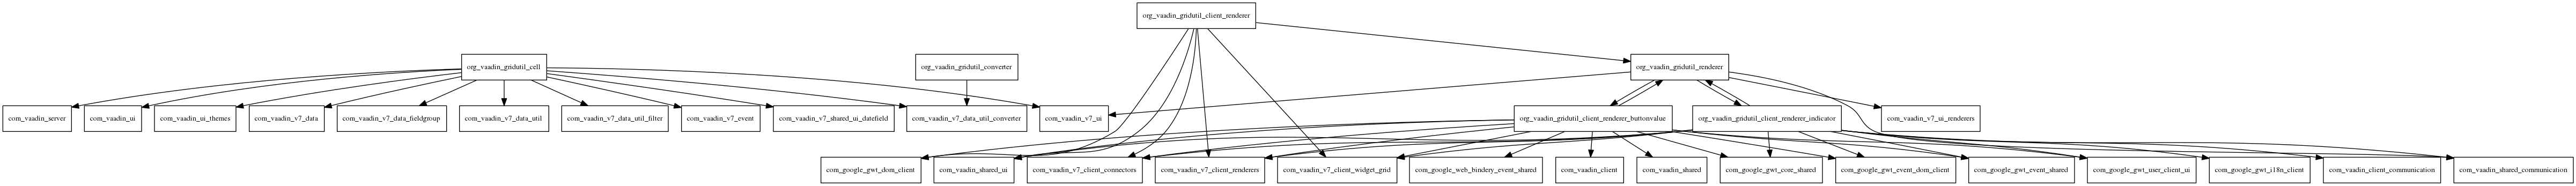 org_vaadin_gridutil_client_renderer
org_vaadin_gridutil_cell
org_vaadin_gridutil_converter
org_vaadin_gridutil_renderer
com_vaadin_server
com_vaadin_ui
com_vaadin_ui_themes
com_vaadin_v7_data
com_vaadin_v7_data_fieldgroup
com_vaadin_v7_data_util
com_vaadin_v7_data_util_filter
com_vaadin_v7_event
com_vaadin_v7_shared_ui_datefield
com_vaadin_v7_data_util_converter
com_vaadin_v7_ui
org_vaadin_gridutil_client_renderer_buttonvalue
org_vaadin_gridutil_client_renderer_indicator
com_vaadin_v7_ui_renderers
com_google_gwt_dom_client
com_vaadin_shared_ui
com_vaadin_v7_client_connectors
com_vaadin_v7_client_renderers
com_vaadin_v7_client_widget_grid
com_google_web_bindery_event_shared
com_vaadin_client
com_vaadin_shared
com_google_gwt_core_shared
com_google_gwt_event_dom_client
com_google_gwt_event_shared
com_google_gwt_user_client_ui
com_google_gwt_i18n_client
com_vaadin_client_communication
com_vaadin_shared_communication